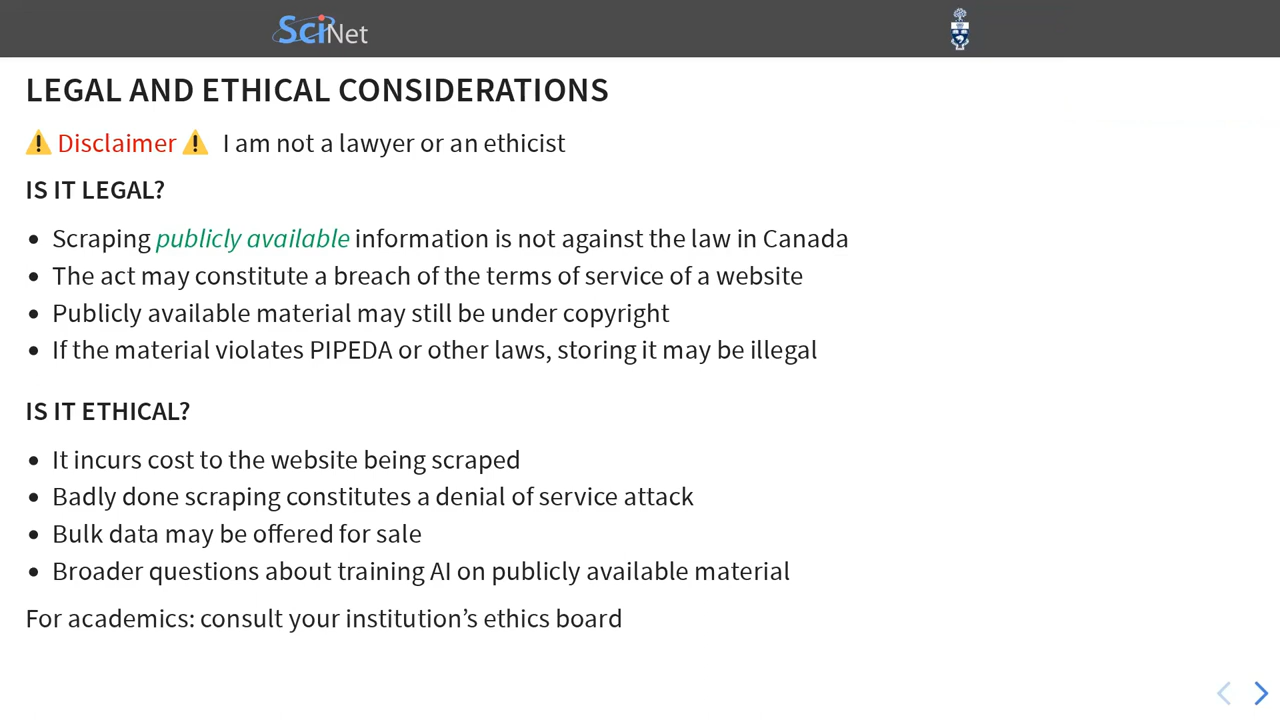 SciNet
LEGAL AND ETHICAL CONSIDERATIONS
⚠️ Disclaimer ⚠️ I am not a lawyer or an ethicist
IS IT LEGAL?
• Scraping publicly available information is not against the law in Canada
• The act may constitute a breach of the terms of service of a website
• Publicly available material may still be under copyright
• If the material violates PIPEDA or other laws, storing it may be illegal
IS IT ETHICAL?
• It incurs cost to the website being scraped
• Badly done scraping constitutes a denial of service attack
• Bulk data may be offered for sale
• Broader questions about training AI on publicly available material
For academics: consult your institution’s ethics board